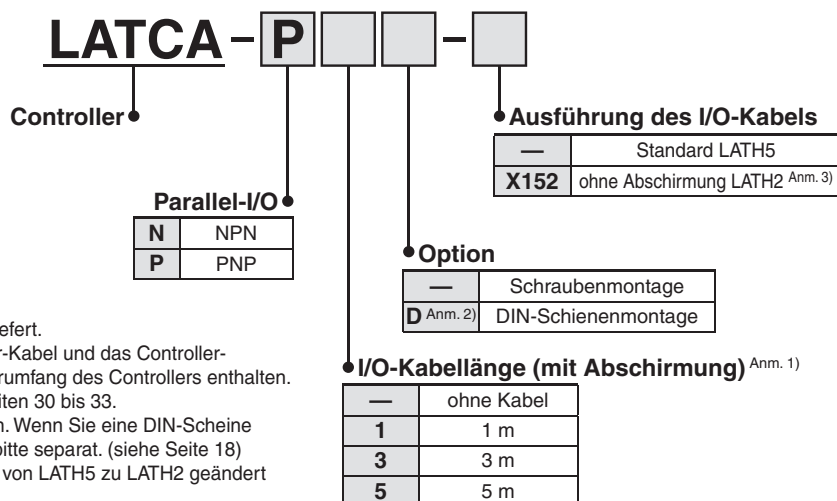 LATCA – P –
Controller
Ausführung des I/O-Kabels
— Standard LATH5
X152 ohne Abschirmung LATH2 Anm. 3)
Parallel-I/O
N NPN
P PNP
Option
— Schraubenmontage
D Anm. 2) DIN-Schienenmontage
I/O-Kabellänge (mit Abschirmung) Anm. 1)
— ohne Kabel
1 1 m
3 3 m
5 5 m
efert.
r-Kabel und das Controller-
rumfang des Controllers enthalten.
iten 30 bis 33.
n. Wenn Sie eine DIN-Scheine
bitte separat. (siehe Seite 18)
von LATH5 zu LATH2 geändert